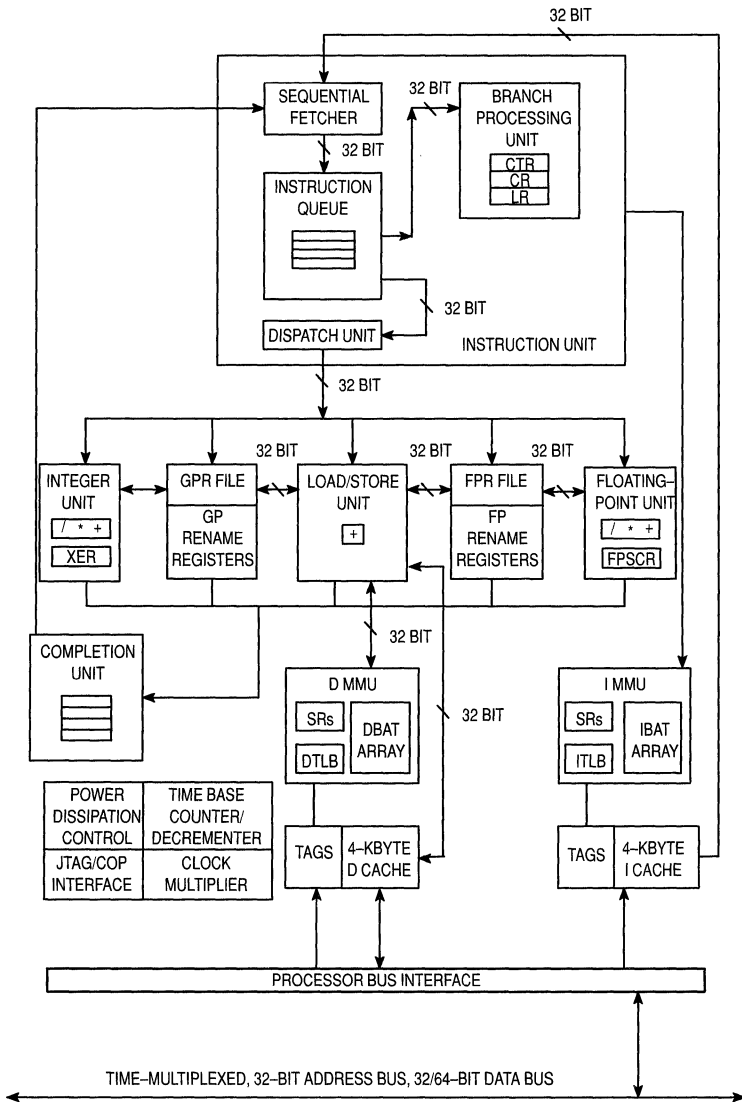 32 BIT
SEQUENTIAL
FETCHER
32 BIT
32 BIT
BRANCH
PROCESSING
UNIT
CTR
CR
LR
INSTRUCTION
QUEUE
32 BIT
DISPATCH UNIT
INSTRUCTION UNIT
32 BIT
INTEGER
UNIT
/ * +
XER
GPR FILE
GP
RENAME
REGISTERS
32 BIT
LOAD/STORE
UNIT
+
32 BIT
FPR FILE
FP
RENAME
REGISTERS
32 BIT
FLOATING–
POINT UNIT
/ * +
FPSCR
32 BIT
COMPLETION
UNIT
D MMU
SRs
DTLB
DBAT
ARRAY
32 BIT
I MMU
SRs
ITLB
IBAT
ARRAY
POWER
DISSIPATION
CONTROL
TIME BASE
COUNTER/
DECREMENTER
JTAG/COP
INTERFACE
CLOCK
MULTIPLIER
TAGS
4–KBYTE
D CACHE
TAGS
4–KBYTE
I CACHE
PROCESSOR BUS INTERFACE
TIME–MULTIPLEXED, 32–BIT ADDRESS BUS, 32/64–BIT DATA BUS